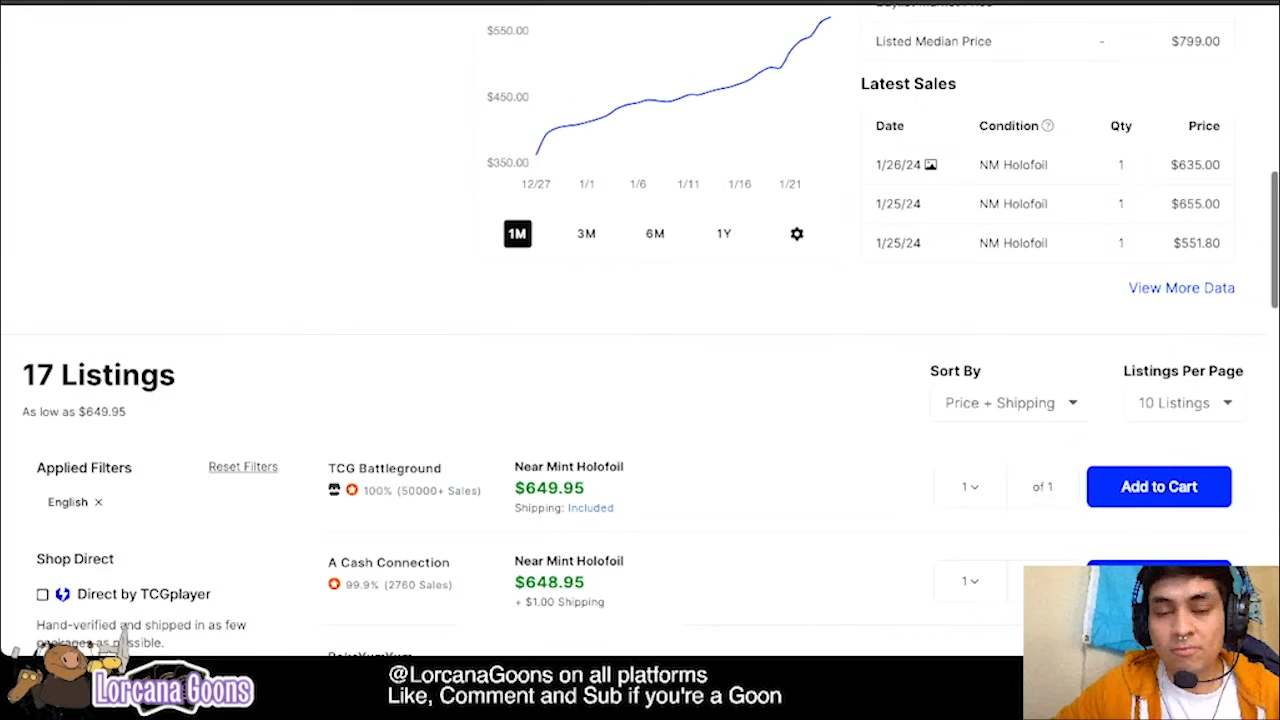 $550.00
$450.00
$350.00
12/27 1/1 1/6 1/11 1/16 1/21
1M 3M 6M 1Y
Listed Median Price - $799.00
Latest Sales
Date Condition Qty Price
1/26/24 NM Holofoil 1 $635.00
1/25/24 NM Holofoil 1 $655.00
1/25/24 NM Holofoil 1 $551.80
View More Data
17 Listings
As low as $649.95
Sort By
Price + Shipping
Listings Per Page
10 Listings
Applied Filters Reset Filters
English ×
Shop Direct
Direct by TCGplayer
Hand-verified and shipped in as few
packages as possible.
TCG Battleground
100% (50000+ Sales)
Near Mint Holofoil
$649.95
Shipping: Included
1 of 1
Add to Cart
A Cash Connection
99.9% (2760 Sales)
Near Mint Holofoil
$648.95
+ $1.00 Shipping
1
Lorcana Goons
@LorcanaGoons on all platforms
Like, Comment and Sub if you're a Goon